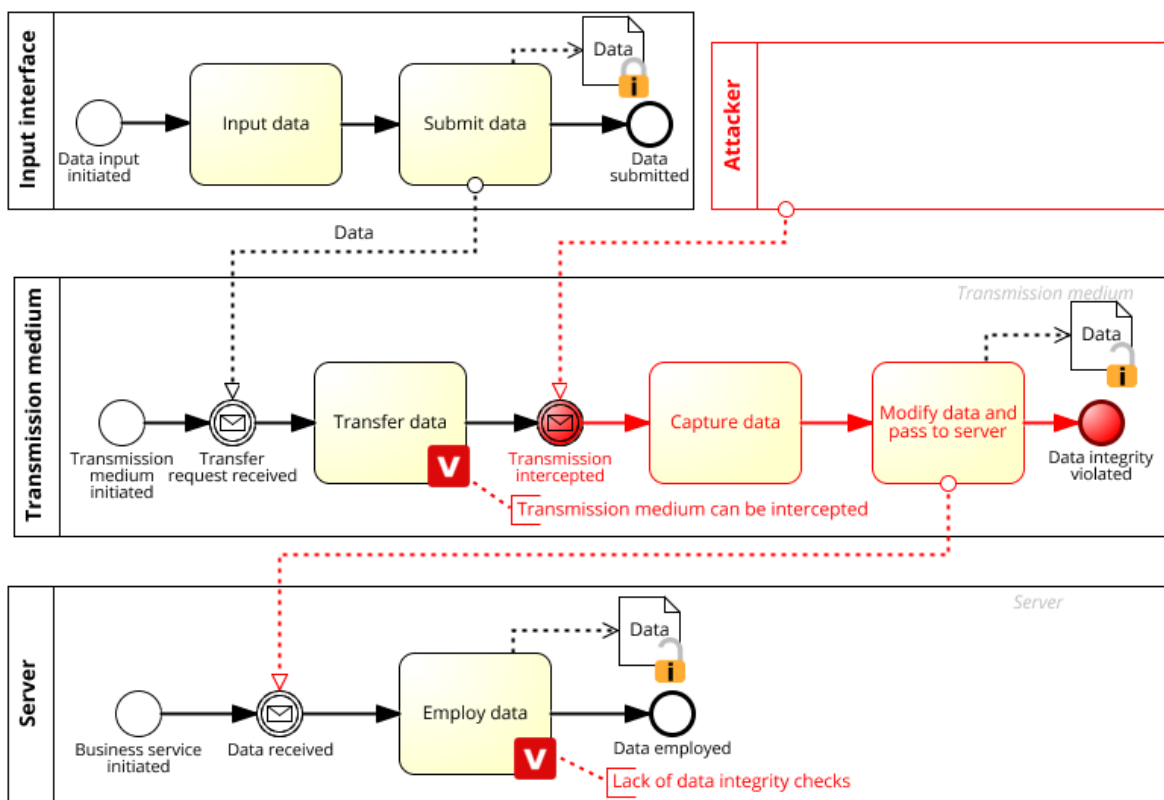 Input interface
Data input
initiated
Input data
Submit data
Data
i
Data
submitted
Attacker
Data
Transmission medium
Transmission medium
Transmission
medium
initiated
Transfer
request received
Transfer data
V
Transmission
intercepted
Transmission medium can be intercepted
Capture data
Modify data and
pass to server
Data
i
Data integrity
violated
Server
Server
Business service
initiated
Data received
Employ data
V
Data
i
Data employed
Lack of data integrity checks